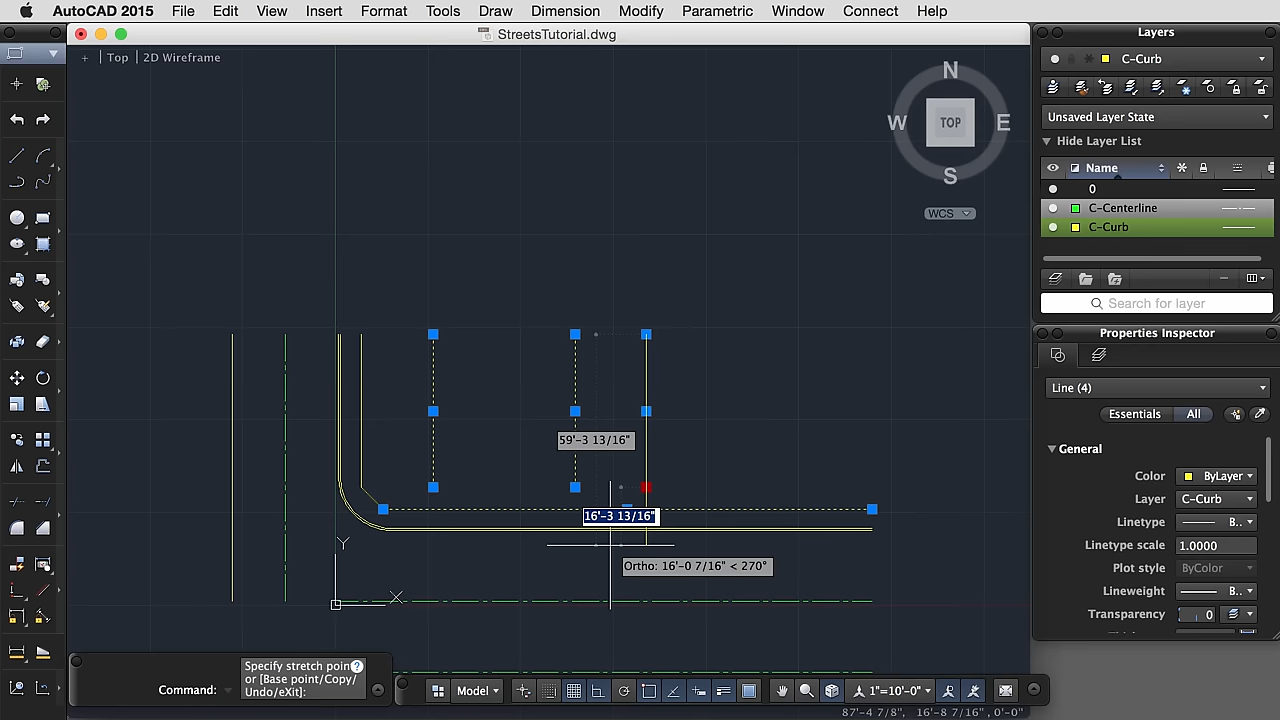 AutoCAD 2015 File Edit View Insert Format Tools Draw Dimension Modify Parametric Window Connect Help
StreetsTutorial.dwg
Top 2D Wireframe
N
W TOP E
S
WCS
59'-3 13/16"
16'-3 13/16"
Ortho: 16'-0 7/16" < 270°
Y
X
Specify stretch point
or [Base point/Copy/
Undo/eXit]:
Command:
Model
1"=10'-0"
87'-4 7/8", 16'-8 7/16", 0'-0"
Layers
C-Curb
Unsaved Layer State
Hide Layer List
Name
0
C-Centerline
C-Curb
Search for layer
Properties Inspector
Line (4)
Essentials All
General
Color ByLayer
Layer C-Curb
Linetype B..
Linetype scale 1.0000
Plot style ByColor
Lineweight B..
Transparency 0